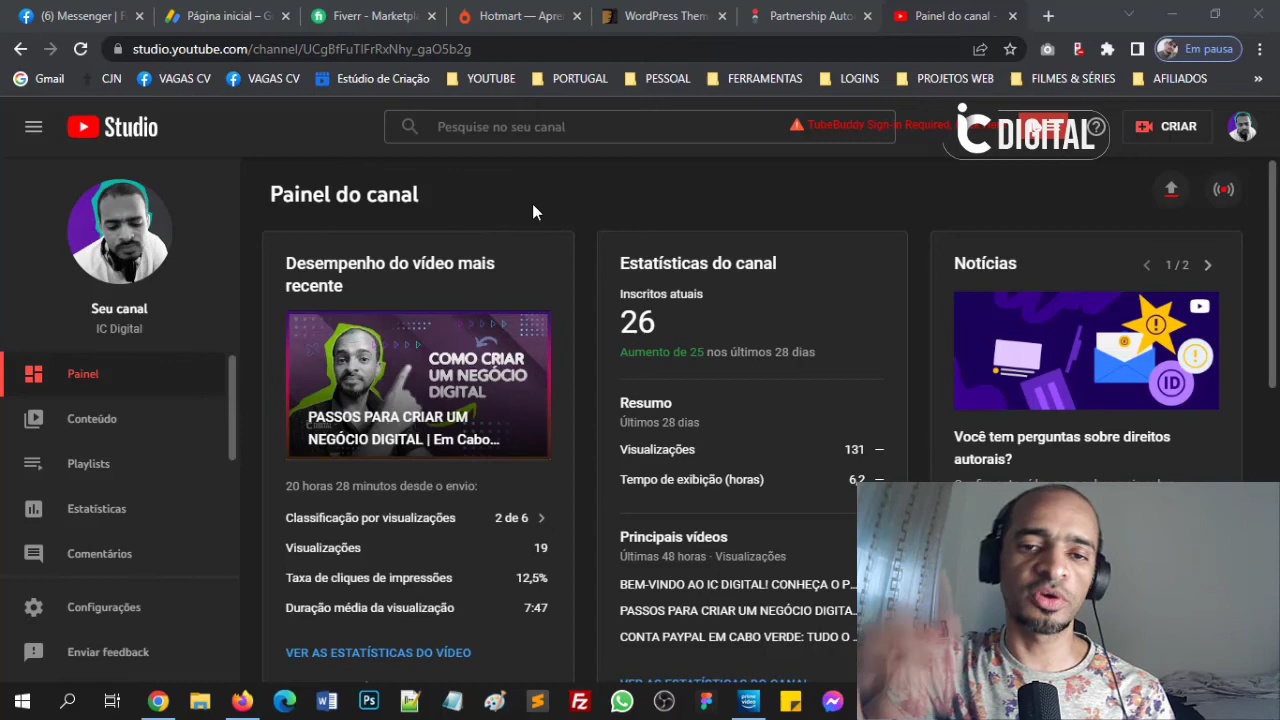 (6) Messenger | F
Página inicial – G
Fiverr - Marketpla
Hotmart — Apre
WordPress Them
Partnership Auto
Painel do canal -
studio.youtube.com/channel/UCgBfFuTlFrRxNhy_gaO5b2g
Em pausa
Gmail
CJN
VAGAS CV
VAGAS CV
Estúdio de Criação
YOUTUBE
PORTUGAL
PESSOAL
FERRAMENTAS
LOGINS
PROJETOS WEB
FILMES & SÉRIES
AFILIADOS
»
Studio
Pesquise no seu canal
TubeBuddy Sign-in Required,
iC DIGITAL
CRIAR
Seu canal
IC Digital
Painel
Conteúdo
Playlists
Estatísticas
Comentários
Configurações
Enviar feedback
Painel do canal
Desempenho do vídeo mais
recente
COMO CRIAR
UM NEGÓCIO
DIGITAL
PASSOS PARA CRIAR UM
NEGÓCIO DIGITAL | Em Cabo...
20 horas 28 minutos desde o envio:
Classificação por visualizações 2 de 6
Visualizações 19
Taxa de cliques de impressões 12,5%
Duração média da visualização 7:47
VER AS ESTATÍSTICAS DO VÍDEO
Estatísticas do canal
Inscritos atuais
26
Aumento de 25 nos últimos 28 dias
Resumo
Últimos 28 dias
Visualizações 131 —
Tempo de exibição (horas) 6,2 —
Principais vídeos
Últimas 48 horas · Visualizações
BEM-VINDO AO IC DIGITAL! CONHEÇA O P...
PASSOS PARA CRIAR UM NEGÓCIO DIGITA...
CONTA PAYPAL EM CABO VERDE: TUDO O ...
VER AS ESTATÍSTICAS DO CANAL
Notícias
1 / 2
ID
Você tem perguntas sobre direitos
autorais?